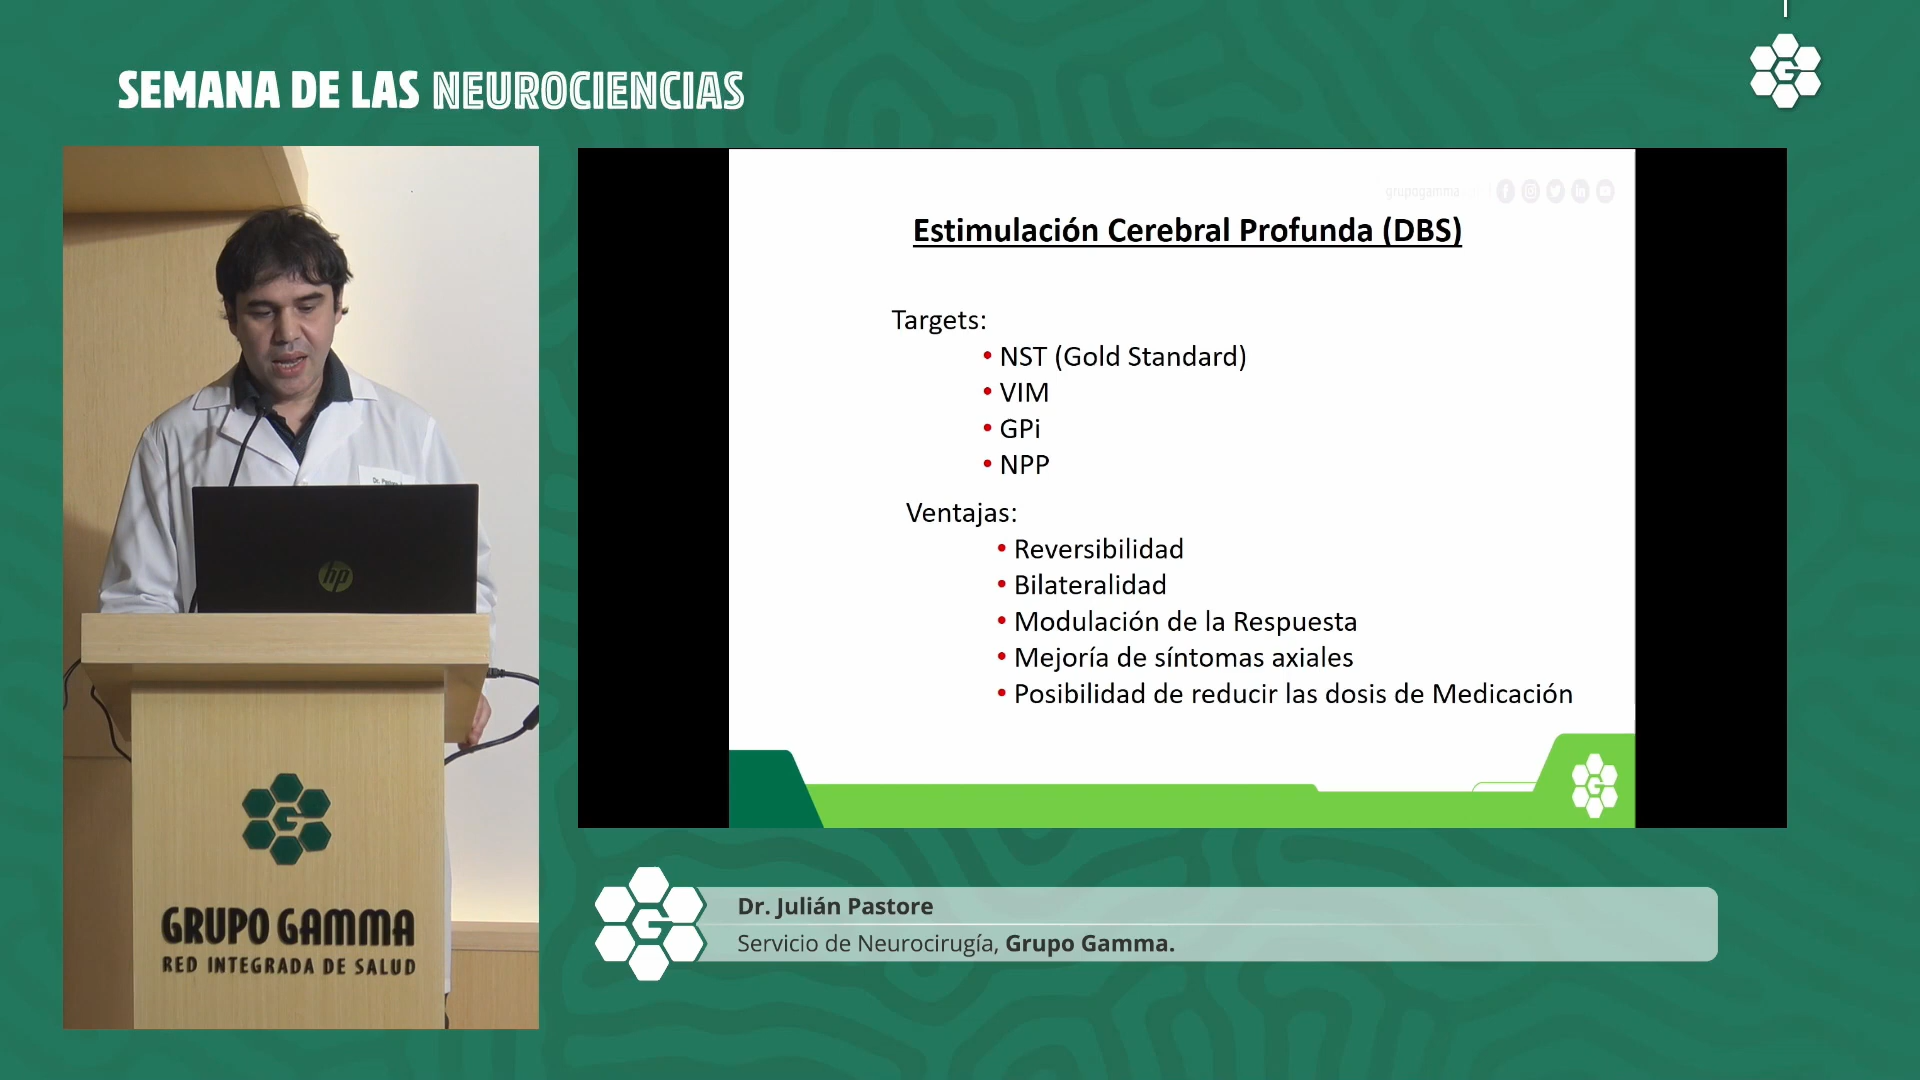 SEMANA DE LAS NEUROCIENCIAS
grupogamma
Estimulación Cerebral Profunda (DBS)
Targets:
• NST (Gold Standard)
• VIM
• GPi
• NPP
Ventajas:
• Reversibilidad
• Bilateralidad
• Modulación de la Respuesta
• Mejoría de síntomas axiales
• Posibilidad de reducir las dosis de Medicación
hp
GRUPO GAMMA
RED INTEGRADA DE SALUD
Dr. Julián Pastore
Servicio de Neurocirugía, Grupo Gamma.